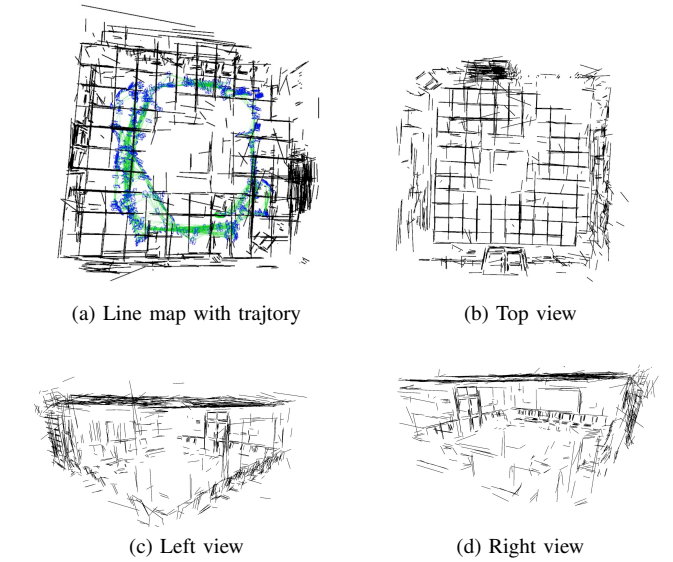 (a) Line map with trajtory
(b) Top view
(c) Left view
(d) Right view